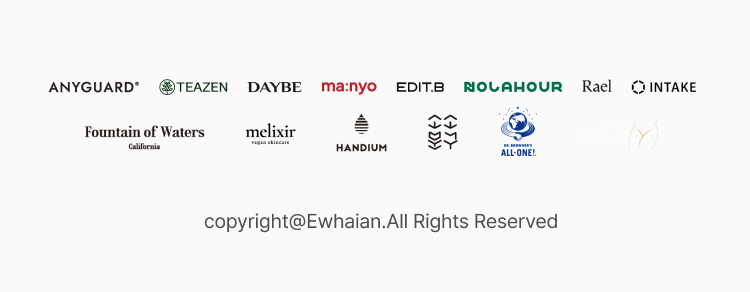 ANYGUARD® TEAZEN DAYBE ma:nyo EDIT.B NOLAHOUR Rael INTAKE
Fountain of Waters
California
melixir
vegan skincare
HANDIUM
DR. BRONNER'S
ALL-ONE!
copyright@Ewhaian.All Rights Reserved